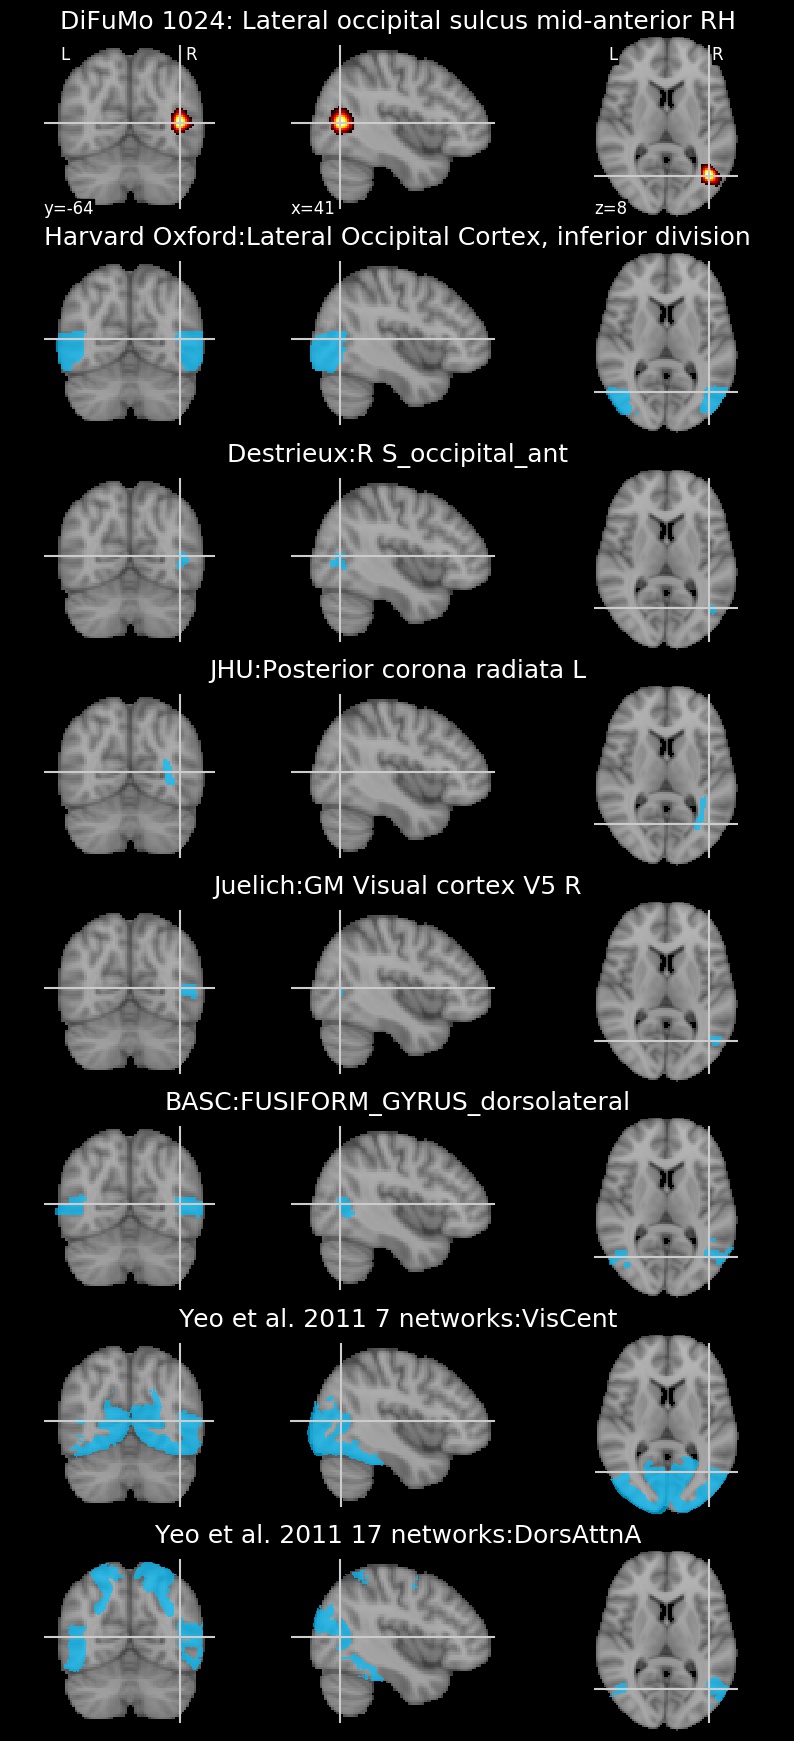 DiFuMo 1024: Lateral occipital sulcus mid-anterior RH
L R L R
y=-64 x=41 z=8
Harvard Oxford:Lateral Occipital Cortex, inferior division
Destrieux:R S_occipital_ant
JHU:Posterior corona radiata L
Juelich:GM Visual cortex V5 R
BASC:FUSIFORM_GYRUS_dorsolateral
Yeo et al. 2011 7 networks:VisCent
Yeo et al. 2011 17 networks:DorsAttnA